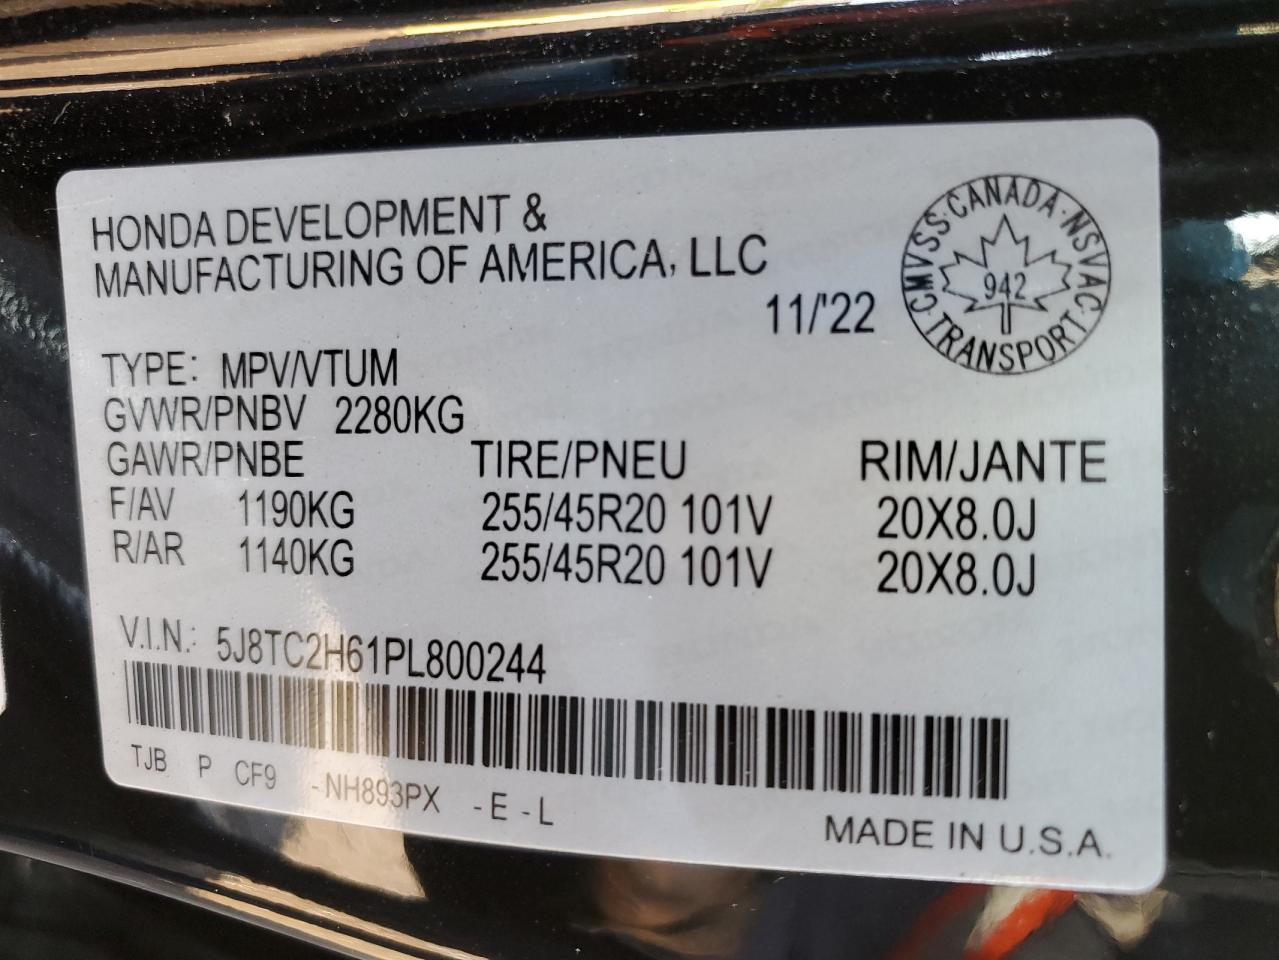 HONDA DEVELOPMENT &
MANUFACTURING OF AMERICA, LLC
11/'22
CMVSS · CANADA · NSVAC · TRANSPORT ·
942
TYPE: MPV/VTUM
GVWR/PNBV 2280KG
GAWR/PNBE TIRE/PNEU RIM/JANTE
F/AV 1190KG 255/45R20 101V 20X8.0J
R/AR 1140KG 255/45R20 101V 20X8.0J
V.I.N.: 5J8TC2H61PL800244
TJB P CF9 -NH893PX -E -L
MADE IN U.S.A.